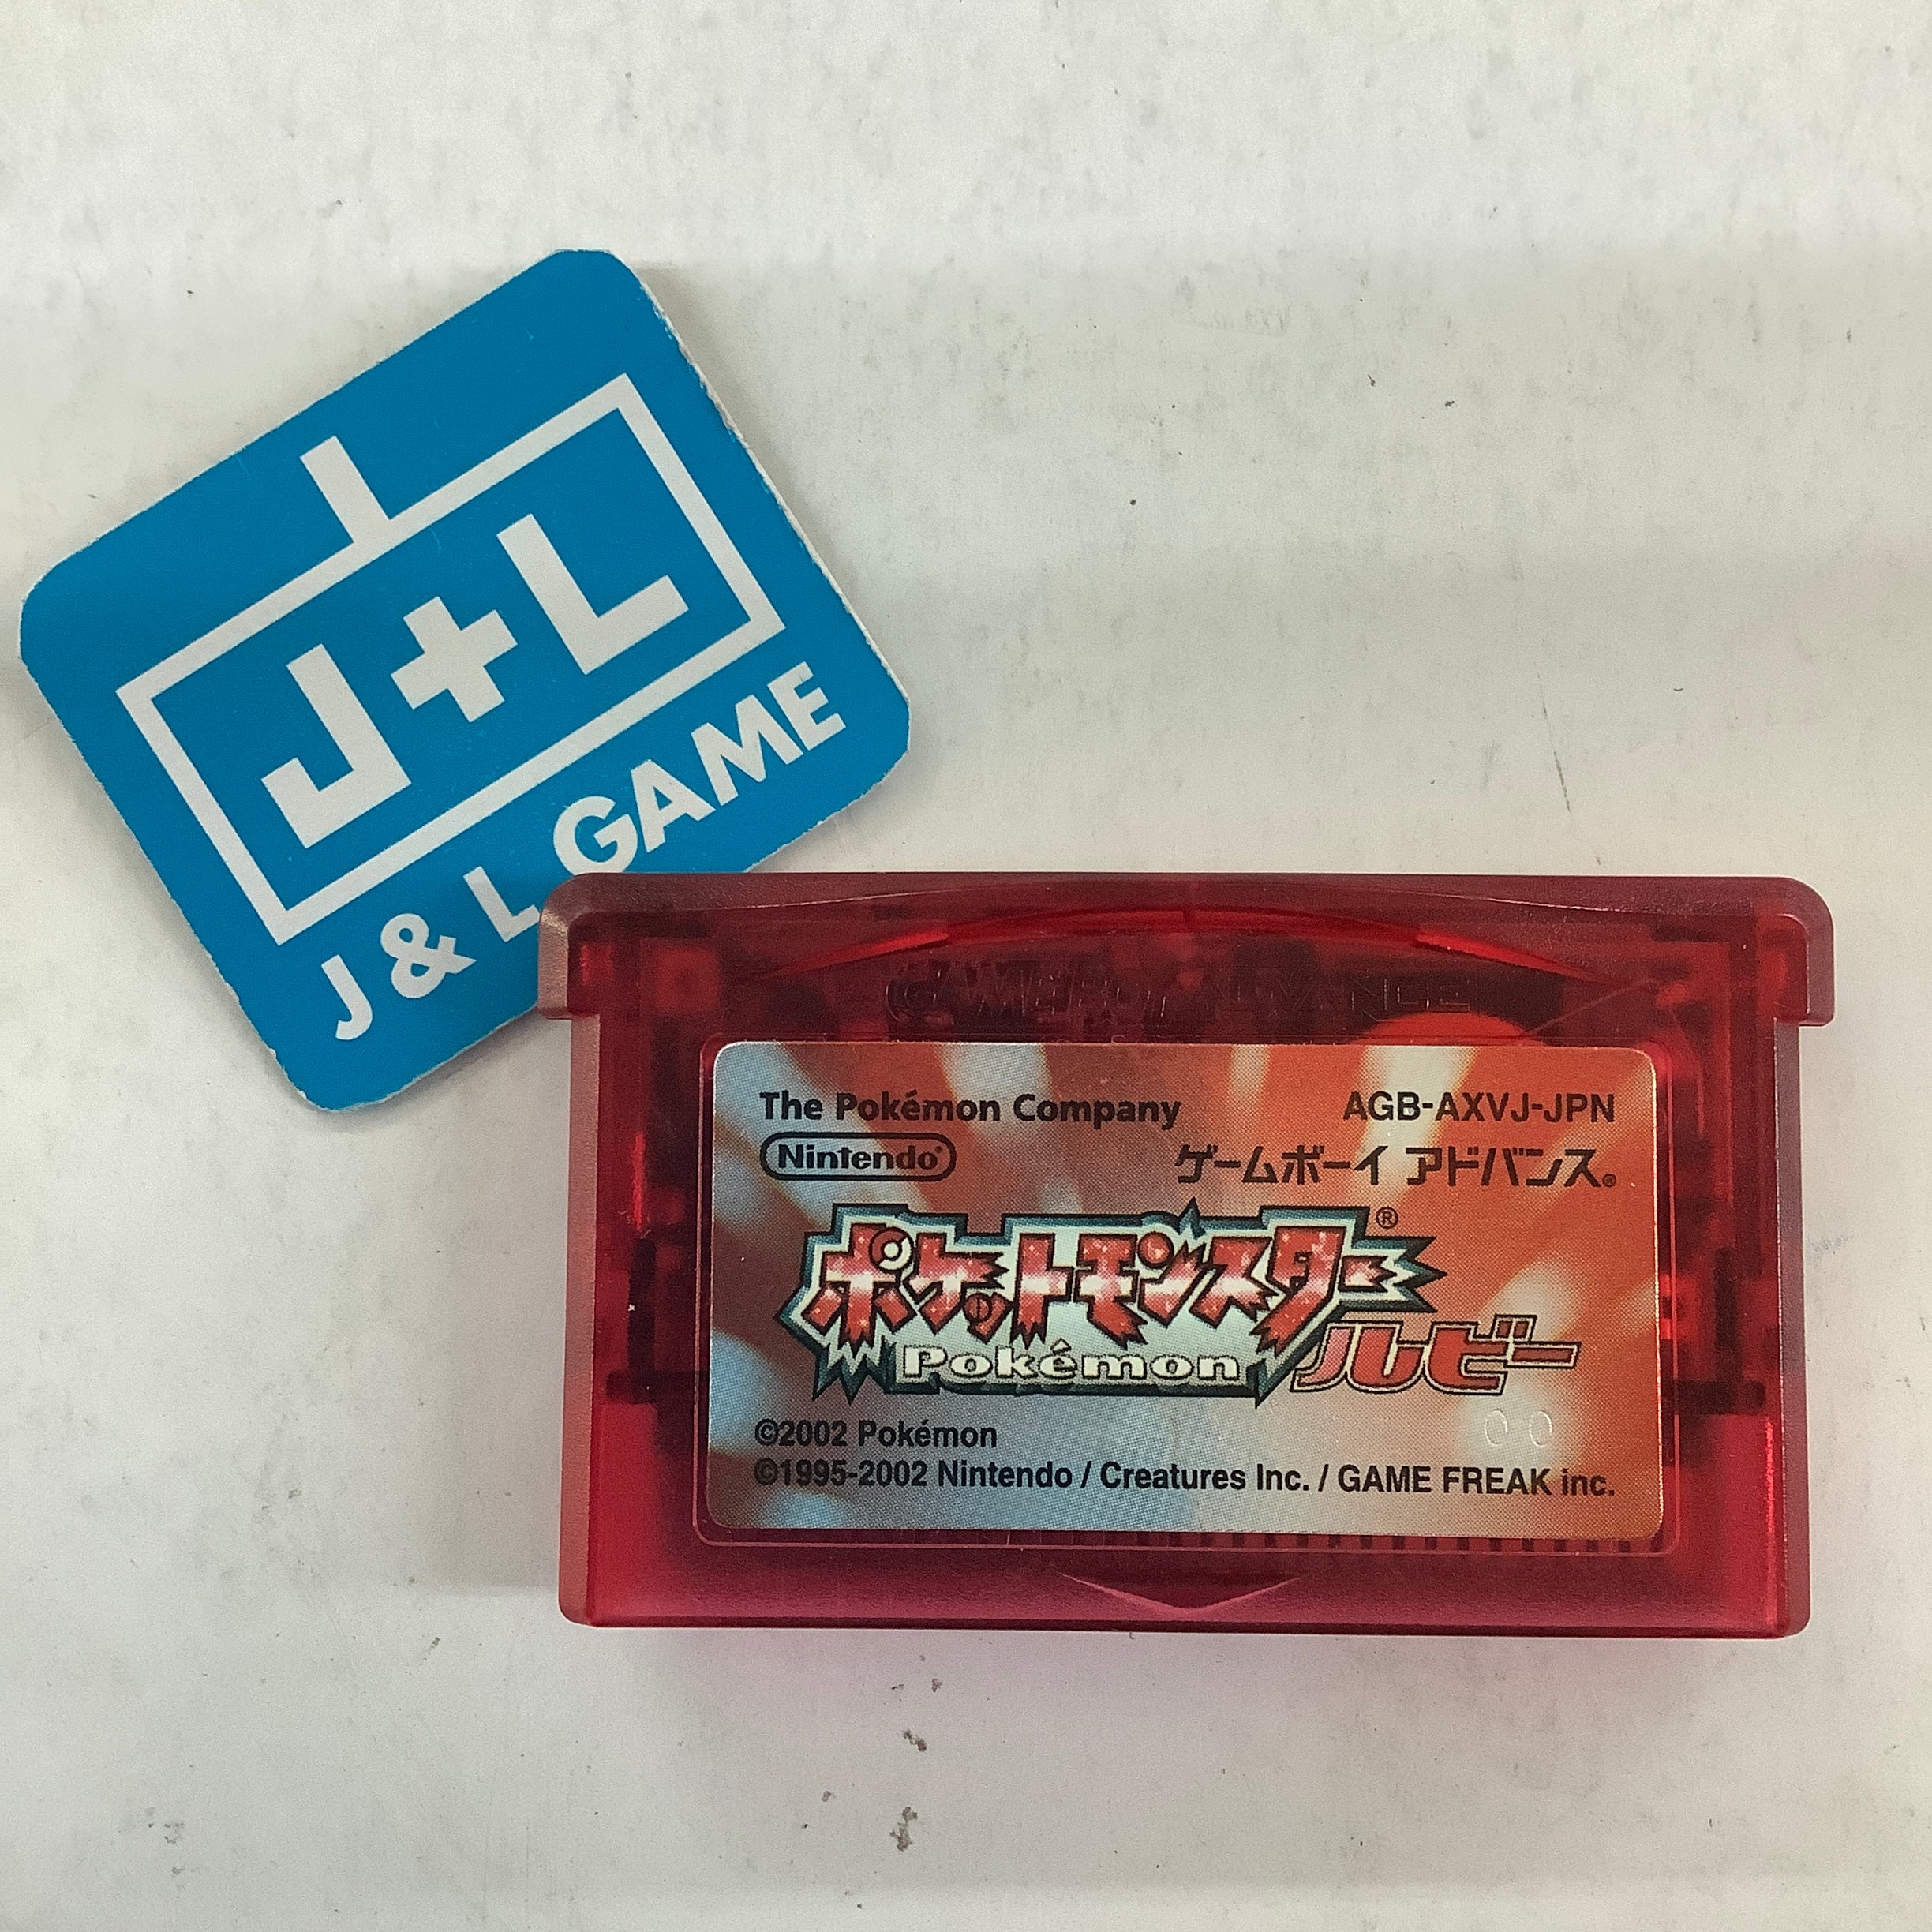 J+L
J & L GAME
GAME BOY ADVANCE
The Pokémon Company
AGB-AXVJ-JPN
Nintendo®
ゲームボーイ アドバンス®
ポケットモンスター®
Pokémon
ルビー
00
©2002 Pokémon
©1995-2002 Nintendo / Creatures Inc. / GAME FREAK inc.